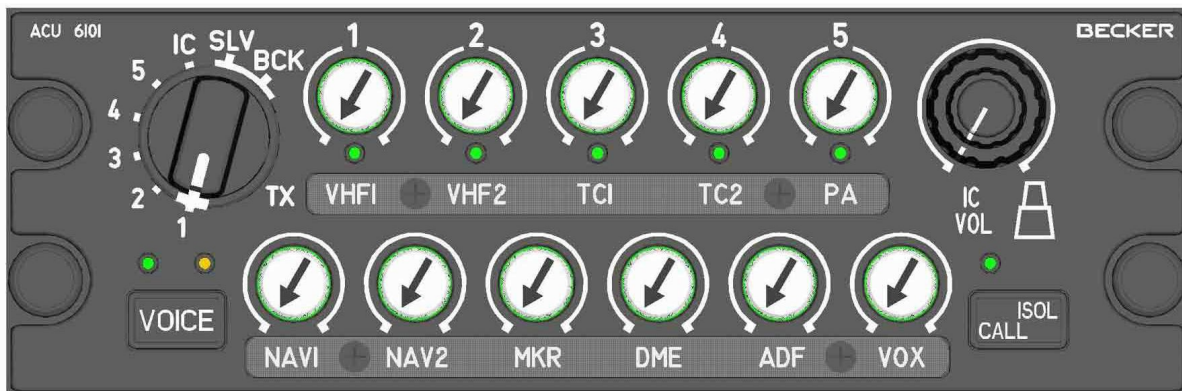 ACU 6101
BECKER
IC SLV BCK
5
4
3
2
1
TX
1 2 3 4 5
VHF1 VHF2 TC1 TC2 PA
IC
VOL
VOICE
NAV1 NAV2 MKR DME ADF VOX
ISOL
CALL